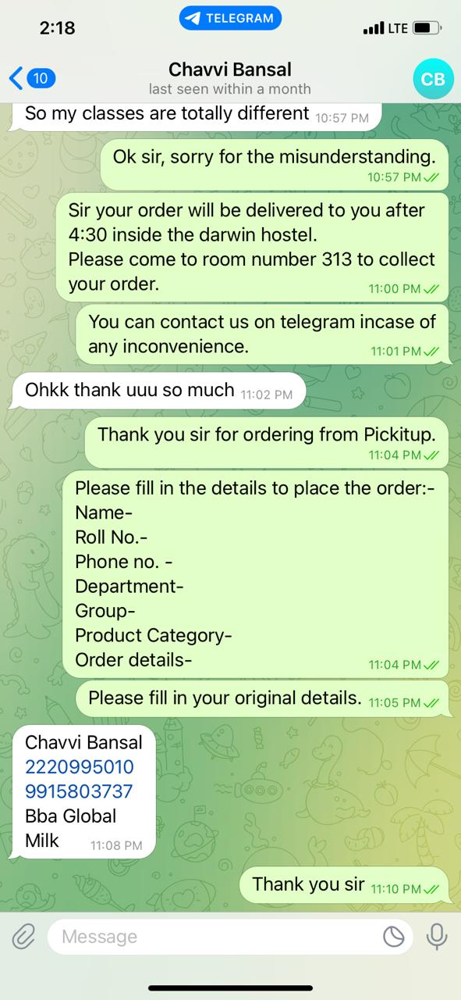 2:18
TELEGRAM
LTE
10
Chavvi Bansal
last seen within a month
CB
So my classes are totally different 10:57 PM
Ok sir, sorry for the misunderstanding.
10:57 PM
Sir your order will be delivered to you after
4:30 inside the darwin hostel.
Please come to room number 313 to collect
your order. 11:00 PM
You can contact us on telegram incase of
any inconvenience. 11:01 PM
Ohkk thank uuu so much 11:02 PM
Thank you sir for ordering from Pickitup.
11:04 PM
Please fill in the details to place the order:-
Name-
Roll No.-
Phone no. -
Department-
Group-
Product Category-
Order details- 11:04 PM
Please fill in your original details. 11:05 PM
Chavvi Bansal
2220995010
9915803737
Bba Global
Milk 11:08 PM
Thank you sir 11:10 PM
Message